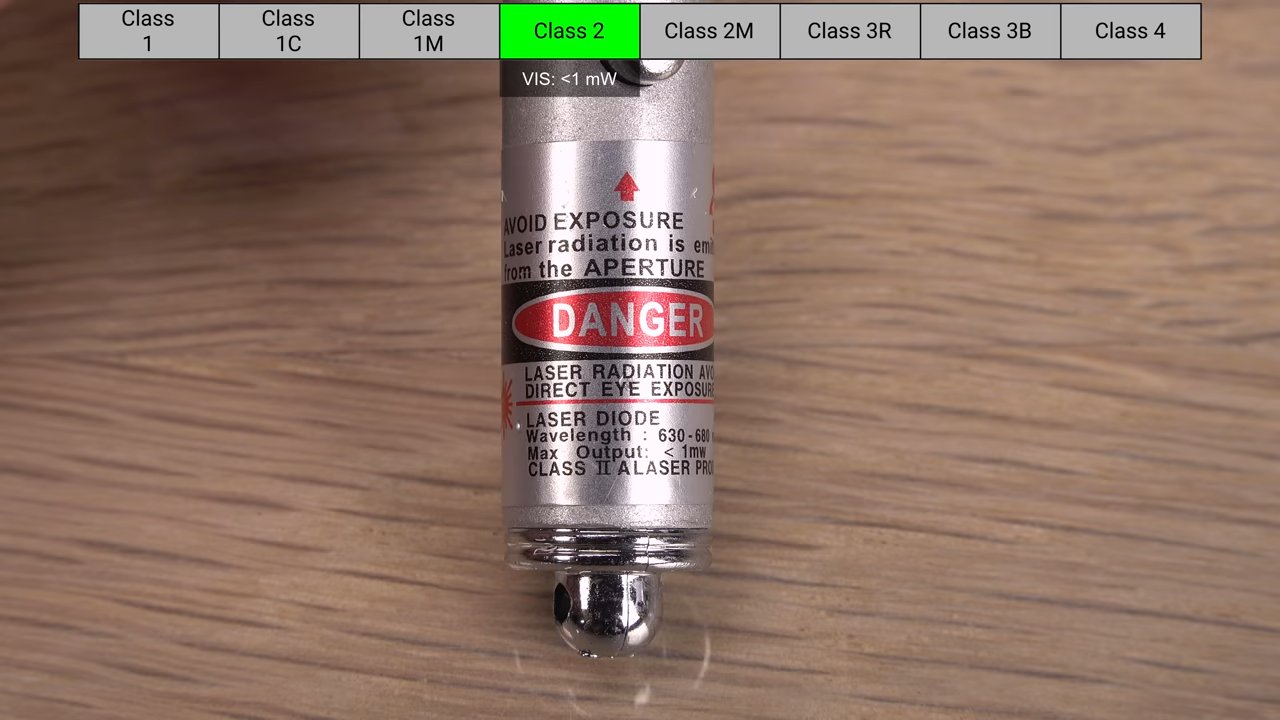 Class 1
Class 1C
Class 1M
Class 2
Class 2M
Class 3R
Class 3B
Class 4
VIS: <1 mW
AVOID EXPOSURE
Laser radiation is
from the APERTURE
DANGER
LASER RADIATION
DIRECT EYE
LASER DIODE
Wavelength : 630-680
Max Output: < 1mw
CLASS II A LASER